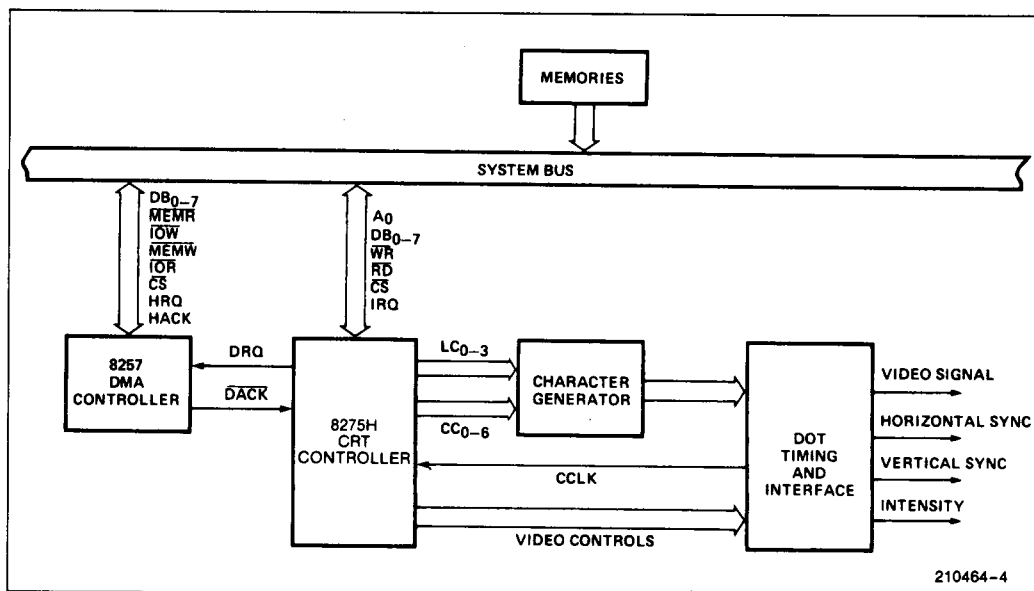 MEMORIES
SYSTEM BUS
DB0–7
MEMR
IOW
MEMW
IOR
CS
HRQ
HACK
A0
DB0–7
WR
RD
CS
IRQ
8257
DMA
CONTROLLER
DRQ
DACK
8275H
CRT
CONTROLLER
LC0–3
CC0–6
CHARACTER
GENERATOR
CCLK
VIDEO CONTROLS
DOT
TIMING
AND
INTERFACE
VIDEO SIGNAL
HORIZONTAL SYNC
VERTICAL SYNC
INTENSITY
210464–4